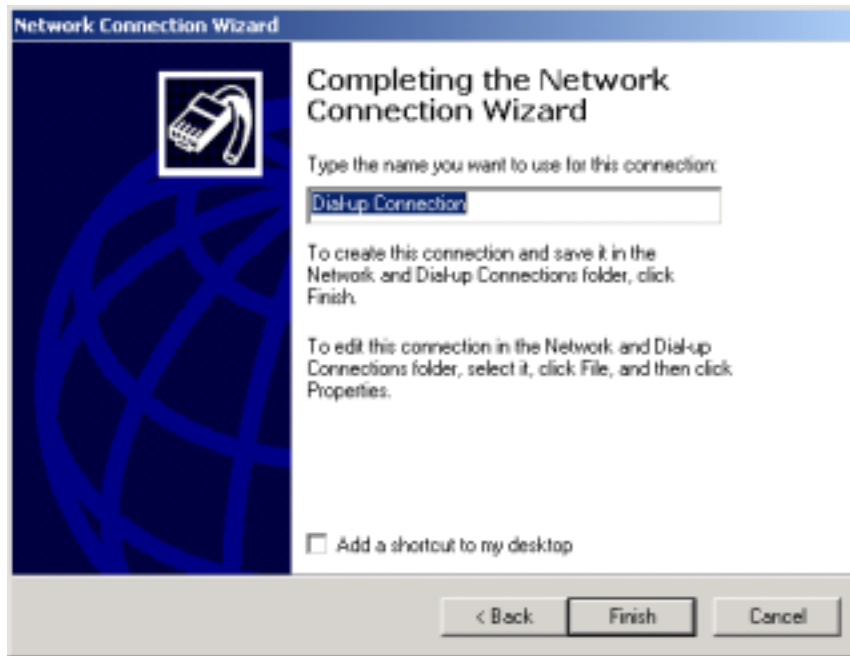 Network Connection Wizard
Completing the Network
Connection Wizard
Type the name you want to use for this connection:
Dial-up Connection
To create this connection and save it in the
Network and Dial-up Connections folder, click
Finish.
To edit this connection in the Network and Dial-up
Connections folder, select it, click File, and then click
Properties.
Add a shortcut to my desktop
< Back
Finish
Cancel